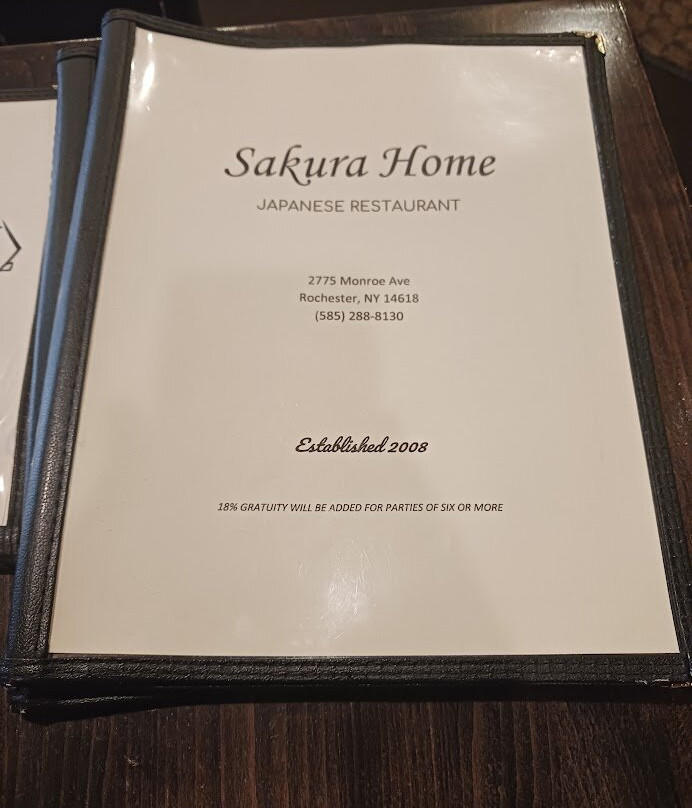 Sakura Home
JAPANESE RESTAURANT
2775 Monroe Ave
Rochester, NY 14618
(585) 288-8130
Established 2008
18% GRATUITY WILL BE ADDED FOR PARTIES OF SIX OR MORE